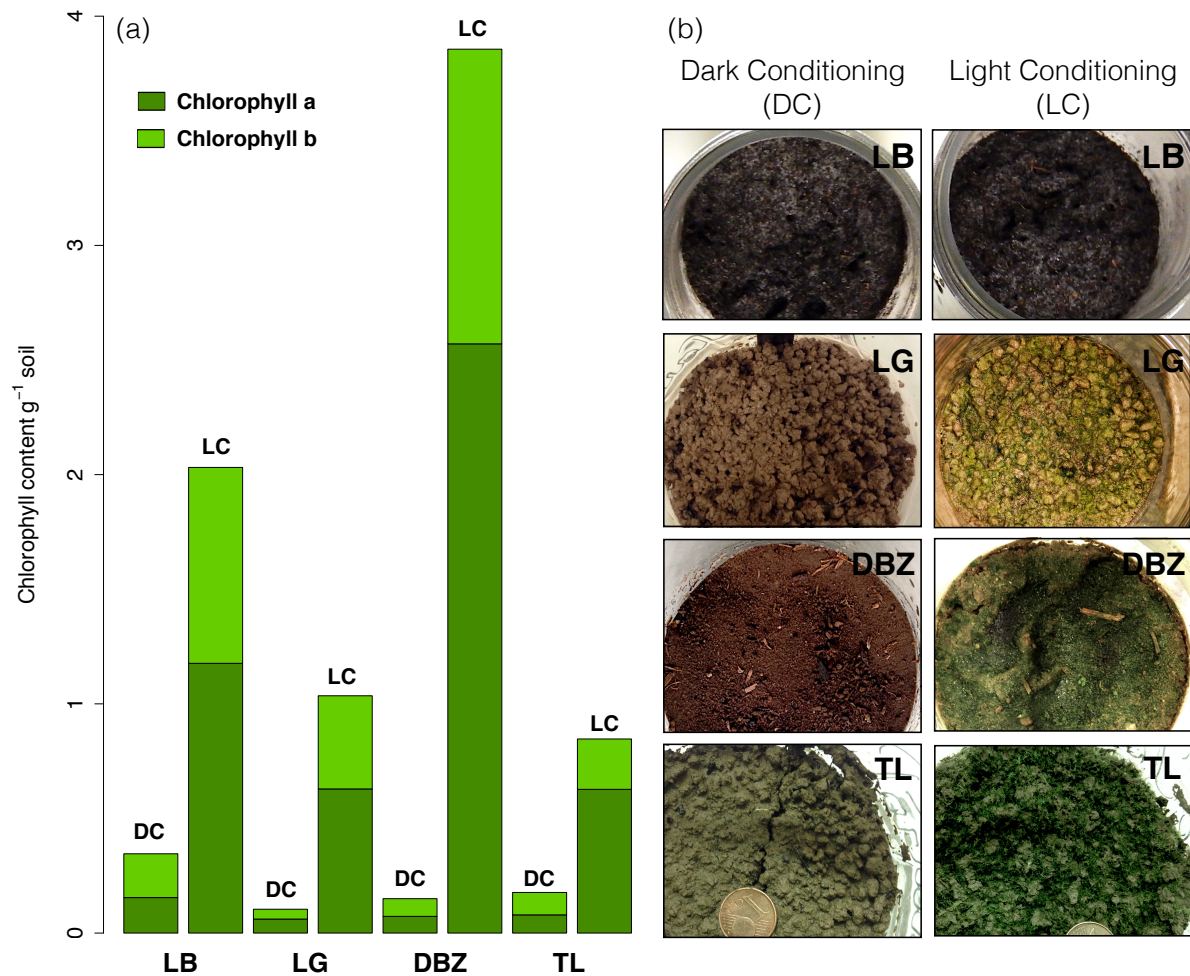 (a)
Chlorophyll a
Chlorophyll b
Chlorophyll content g⁻¹ soil
4
3
2
1
0
DC
LC
DC
LC
DC
LC
DC
LC
LB
LG
DBZ
TL
(b)
Dark Conditioning
(DC)
Light Conditioning
(LC)
LB
LB
LG
LG
DBZ
DBZ
TL
TL